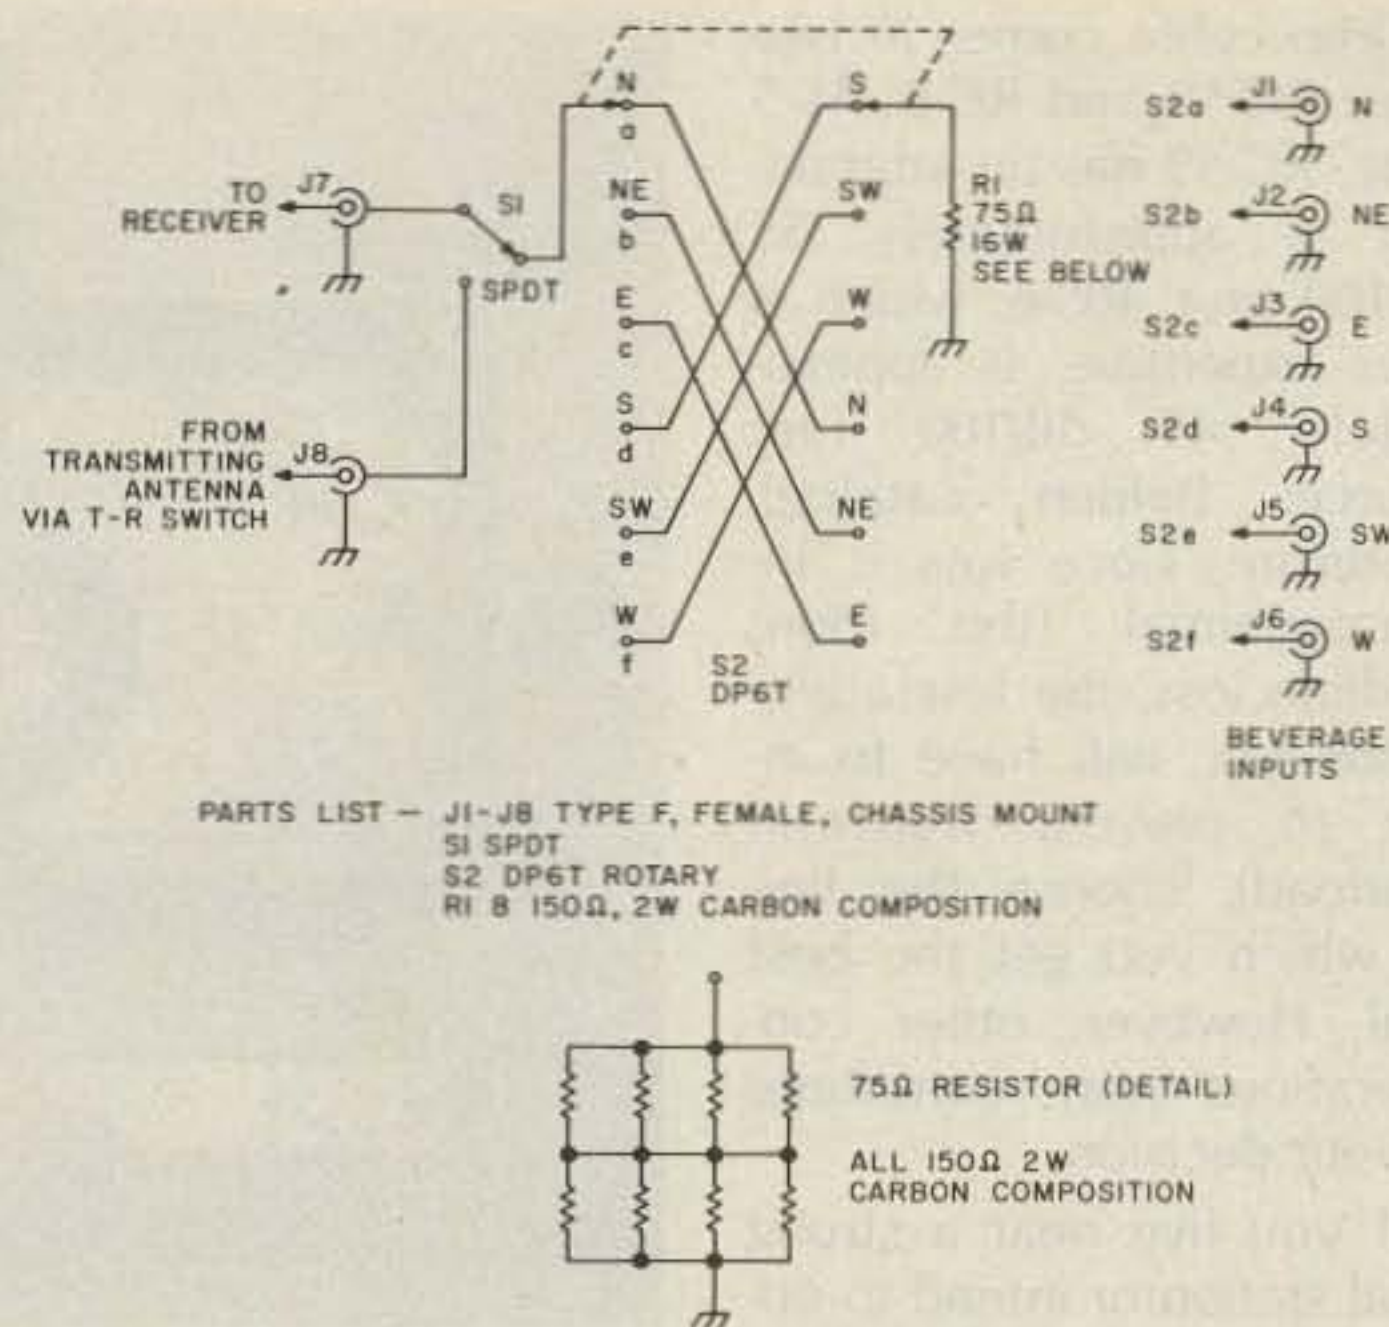 TO
RECEIVER
J7
S1
SPDT
FROM
TRANSMITTING
ANTENNA
VIA T-R SWITCH
J8
N
a
NE
b
E
c
S
d
SW
e
W
f
S
SW
W
N
NE
E
S2
DP6T
R1
75Ω
16W
SEE BELOW
S2a J1 N
S2b J2 NE
S2c J3 E
S2d J4 S
S2e J5 SW
S2f J6 W
BEVERAGE
INPUTS
PARTS LIST — J1-J8 TYPE F, FEMALE, CHASSIS MOUNT
S1 SPDT
S2 DP6T ROTARY
R1 8 150Ω, 2W CARBON COMPOSITION
75Ω RESISTOR (DETAIL)
ALL 150Ω 2W
CARBON COMPOSITION